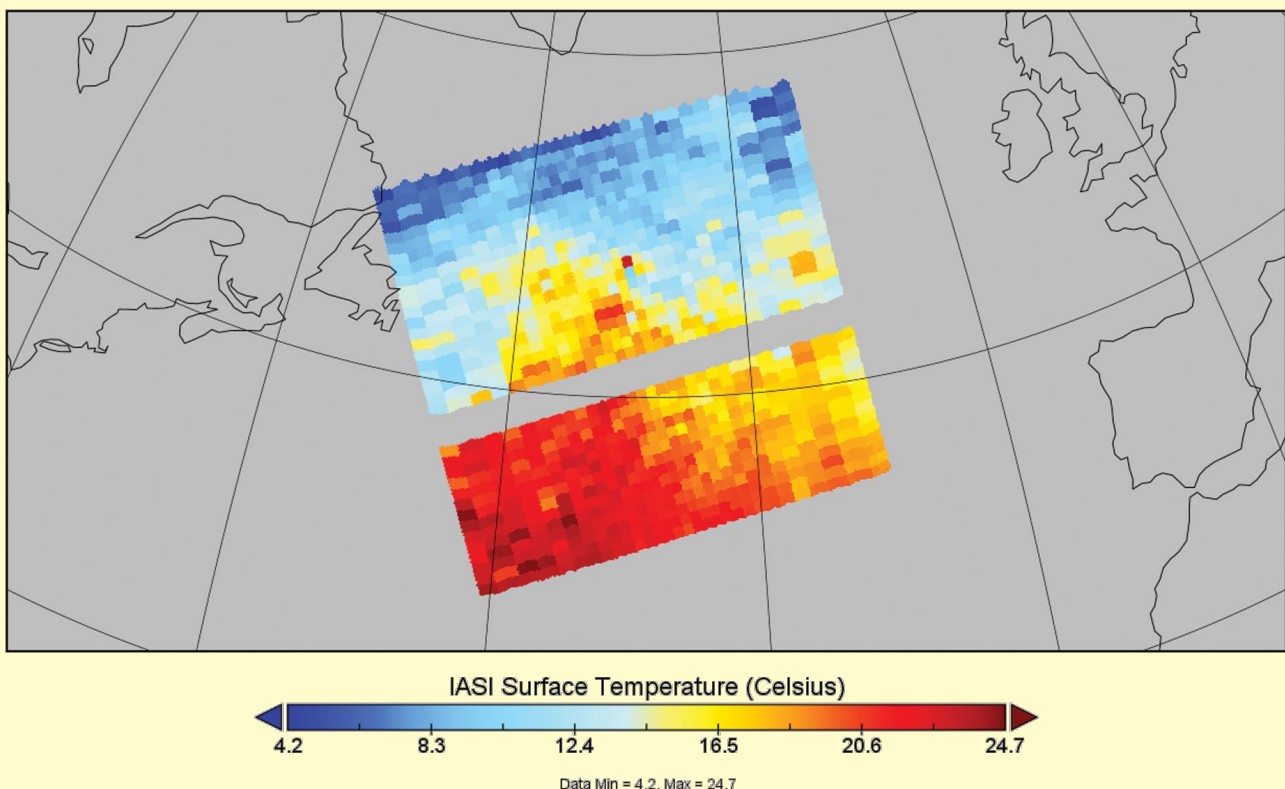 IASI Surface Temperature (Celsius)
4.2 8.3 12.4 16.5 20.6 24.7
Data Min = 4.2, Max = 24.7